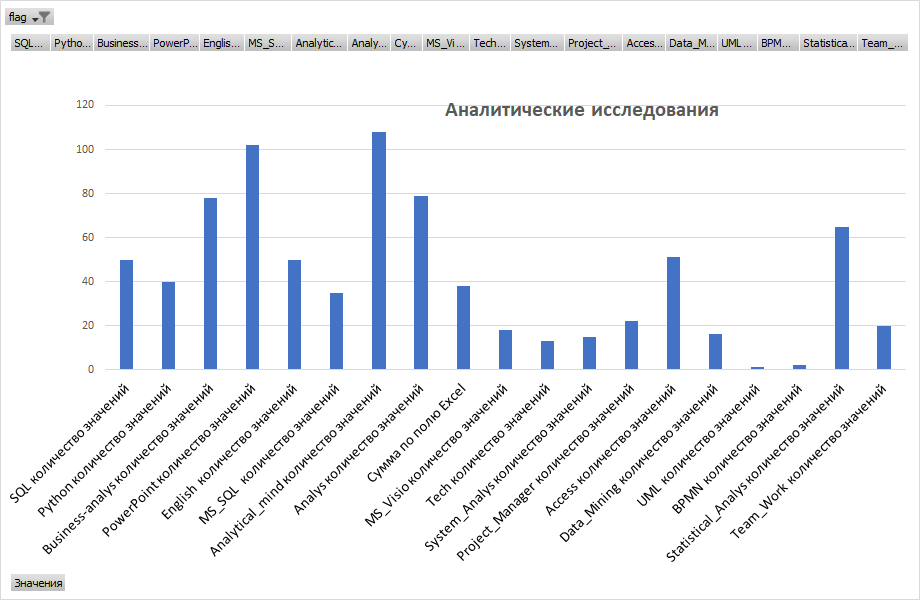 flag
SQL...
Pytho...
Business...
PowerP...
Englis...
MS_S...
Analytic...
Analy...
Су...
MS_Vi...
Tech...
System...
Project_...
Acces...
Data_M...
UML...
BPM...
Statistica...
Team_...
Аналитические исследования
120
100
80
60
40
20
0
SQL количество значений
Python количество значений
Business-analys количество значений
PowerPoint количество значений
English количество значений
MS_SQL количество значений
Analytical_mind количество значений
Analys количество значений
Сумма по полю Excel
MS_Visio количество значений
Tech количество значений
System_Analys количество значений
Project_Manager количество значений
Access количество значений
Data_Mining количество значений
UML количество значений
BPMN количество значений
Statistical_Analys количество значений
Team_Work количество значений
Значения